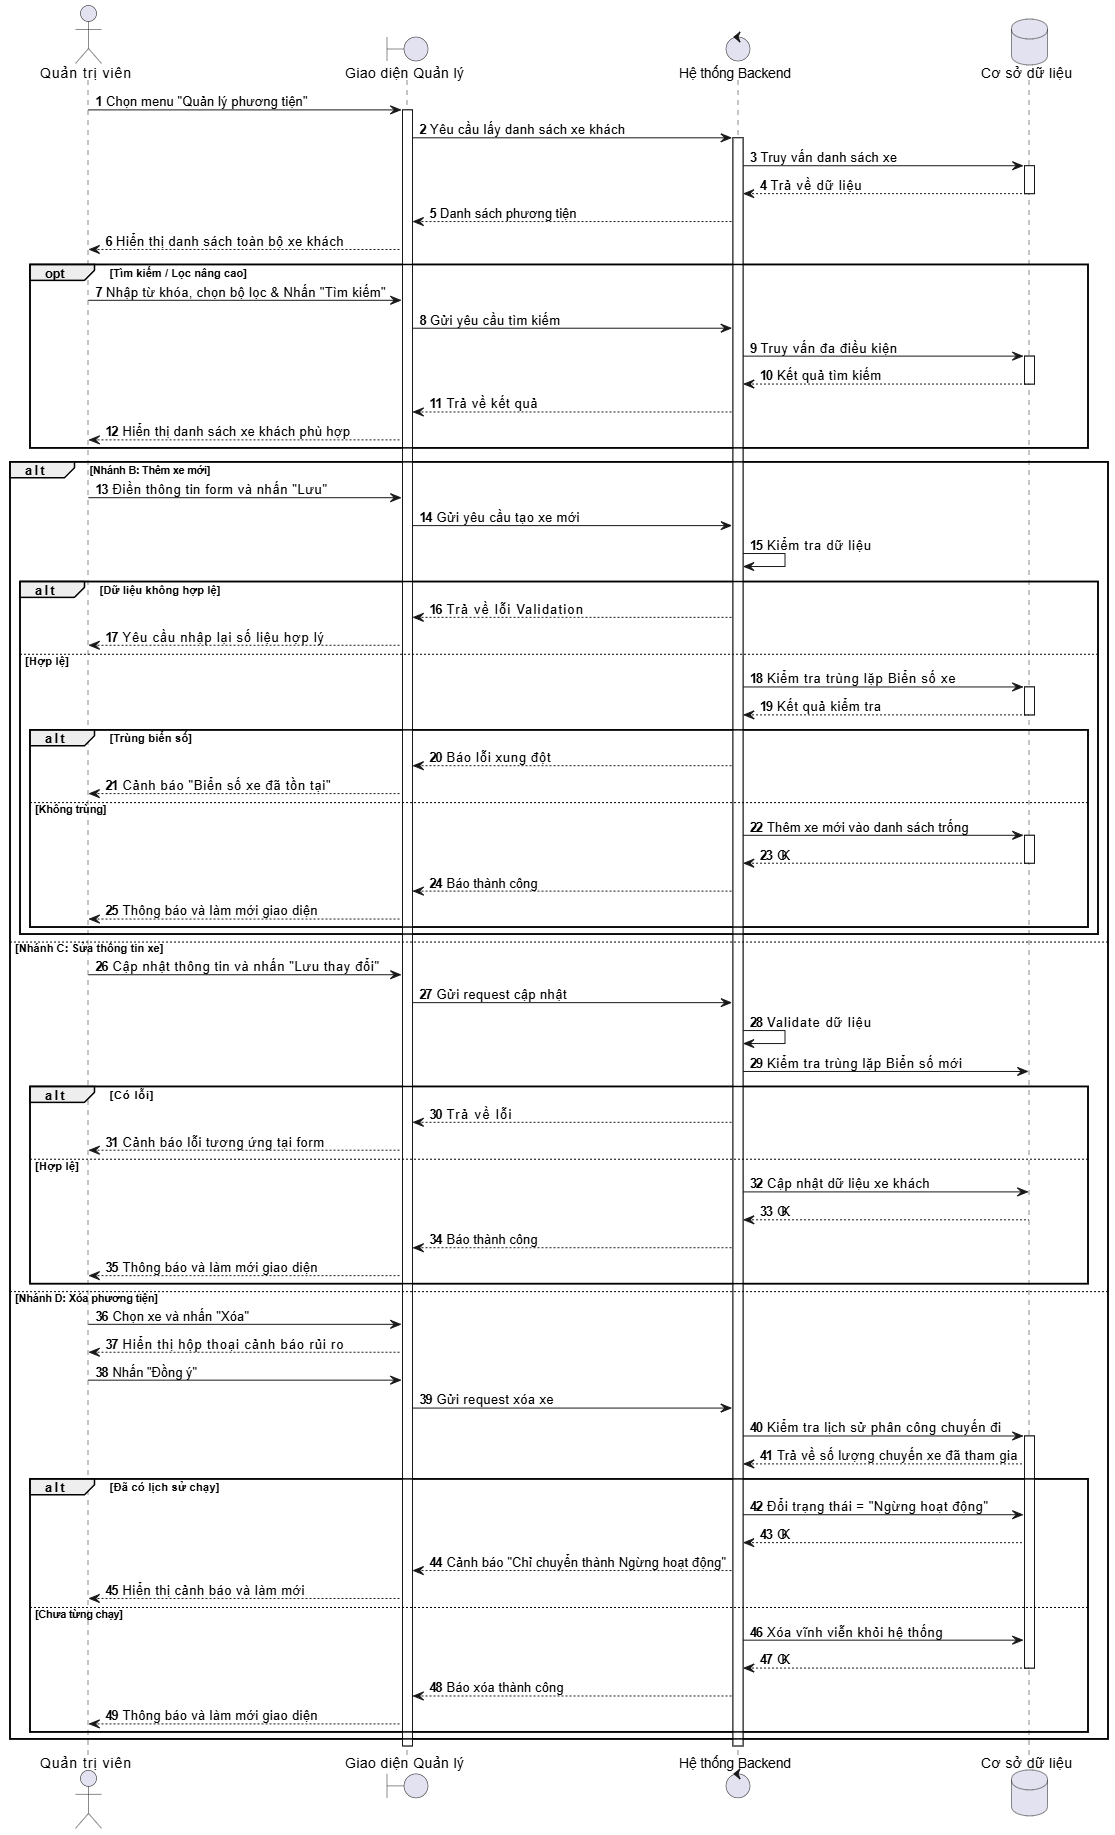 Quản trị viên
Giao diện Quản lý
Hệ thống Backend
Cơ sở dữ liệu
1 Chọn menu "Quản lý phương tiện"
2 Yêu cầu lấy danh sách xe khách
3 Truy vấn danh sách xe
4 Trả về dữ liệu
5 Danh sách phương tiện
6 Hiển thị danh sách toàn bộ xe khách
opt [Tìm kiếm / Lọc nâng cao]
7 Nhập từ khóa, chọn bộ lọc & Nhấn "Tìm kiếm"
8 Gửi yêu cầu tìm kiếm
9 Truy vấn đa điều kiện
10 Kết quả tìm kiếm
11 Trả về kết quả
12 Hiển thị danh sách xe khách phù hợp
alt [Nhánh B: Thêm xe mới]
13 Điền thông tin form và nhấn "Lưu"
14 Gửi yêu cầu tạo xe mới
15 Kiểm tra dữ liệu
alt [Dữ liệu không hợp lệ]
16 Trả về lỗi Validation
17 Yêu cầu nhập lại số liệu hợp lý
[Hợp lệ]
18 Kiểm tra trùng lặp Biển số xe
19 Kết quả kiểm tra
alt [Trùng biển số]
20 Báo lỗi xung đột
21 Cảnh báo "Biển số xe đã tồn tại"
[Không trùng]
22 Thêm xe mới vào danh sách trống
23 OK
24 Báo thành công
25 Thông báo và làm mới giao diện
[Nhánh C: Sửa thông tin xe]
26 Cập nhật thông tin và nhấn "Lưu thay đổi"
27 Gửi request cập nhật
28 Validate dữ liệu
29 Kiểm tra trùng lặp Biển số mới
alt [Có lỗi]
30 Trả về lỗi
31 Cảnh báo lỗi tương ứng tại form
[Hợp lệ]
32 Cập nhật dữ liệu xe khách
33 OK
34 Báo thành công
35 Thông báo và làm mới giao diện
[Nhánh D: Xóa phương tiện]
36 Chọn xe và nhấn "Xóa"
37 Hiển thị hộp thoại cảnh báo rủi ro
38 Nhấn "Đồng ý"
39 Gửi request xóa xe
40 Kiểm tra lịch sử phân công chuyến đi
41 Trả về số lượng chuyến xe đã tham gia
alt [Đã có lịch sử chạy]
42 Đổi trạng thái = "Ngừng hoạt động"
43 OK
44 Cảnh báo "Chỉ chuyển thành Ngừng hoạt động"
45 Hiển thị cảnh báo và làm mới
[Chưa từng chạy]
46 Xóa vĩnh viễn khỏi hệ thống
47 OK
48 Báo xóa thành công
49 Thông báo và làm mới giao diện
Quản trị viên
Giao diện Quản lý
Hệ thống Backend
Cơ sở dữ liệu